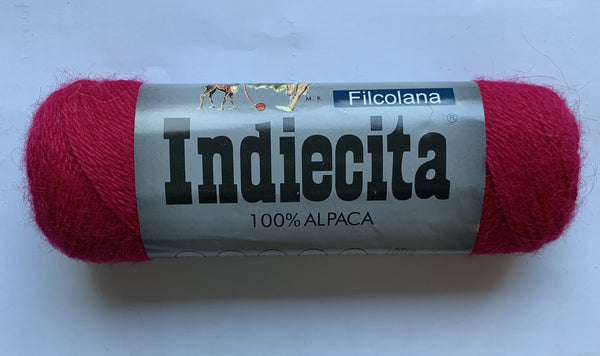 M. R. Filcolana
Indiecita ®
100% ALPACA